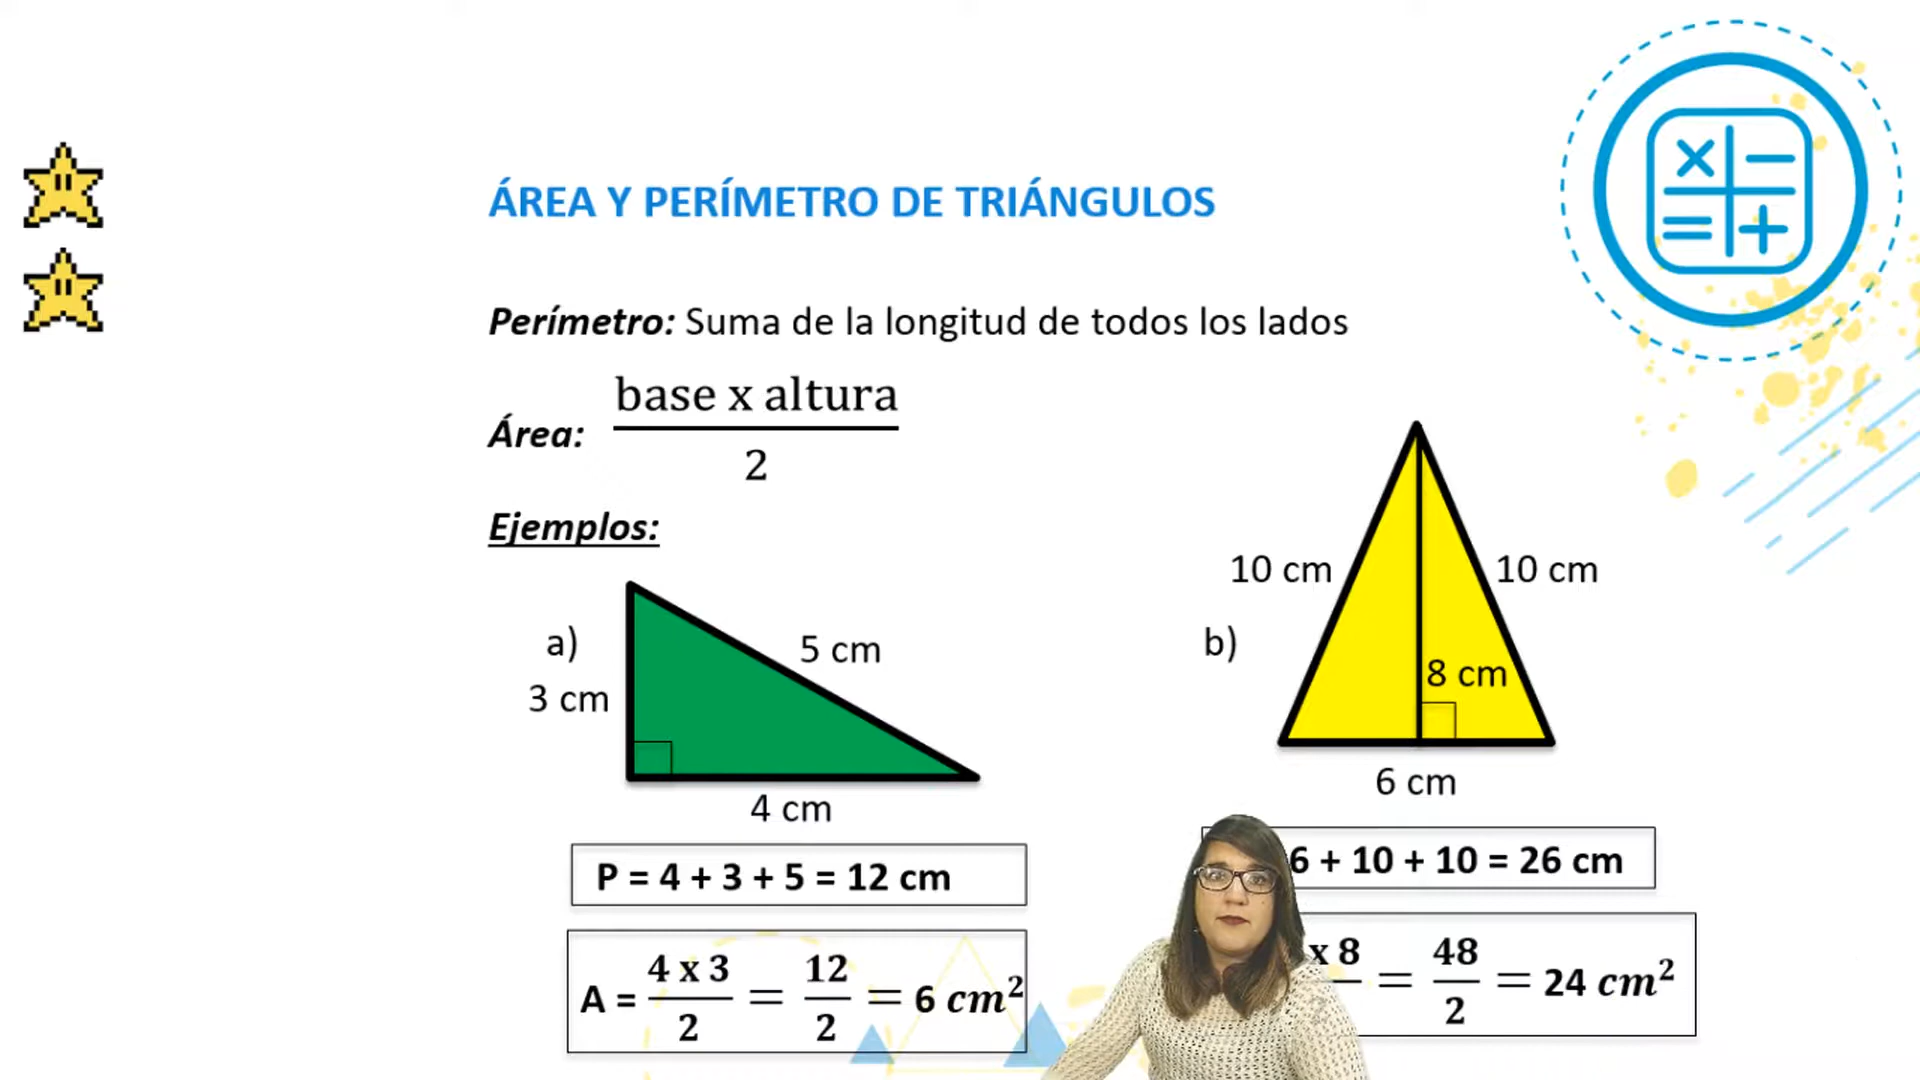 ÁREA Y PERÍMETRO DE TRIÁNGULOS
Perímetro: Suma de la longitud de todos los lados
Área: base x altura / 2
Ejemplos:
a)
3 cm
5 cm
4 cm
P = 4 + 3 + 5 = 12 cm
A = 4 x 3 / 2 = 12 / 2 = 6 cm²
b)
10 cm
10 cm
8 cm
6 cm
6 + 10 + 10 = 26 cm
x 8 = 48 / 2 = 24 cm²